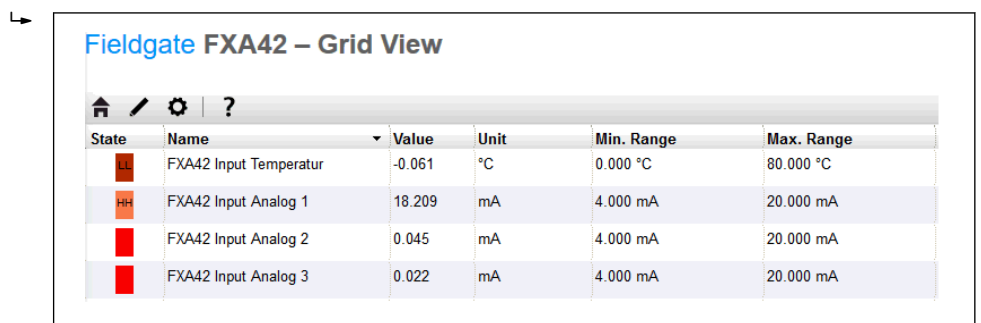 Fieldgate FXA42 – Grid View
?
State Name Value Unit Min. Range Max. Range
LL FXA42 Input Temperatur -0.061 °C 0.000 °C 80.000 °C
HH FXA42 Input Analog 1 18.209 mA 4.000 mA 20.000 mA
FXA42 Input Analog 2 0.045 mA 4.000 mA 20.000 mA
FXA42 Input Analog 3 0.022 mA 4.000 mA 20.000 mA